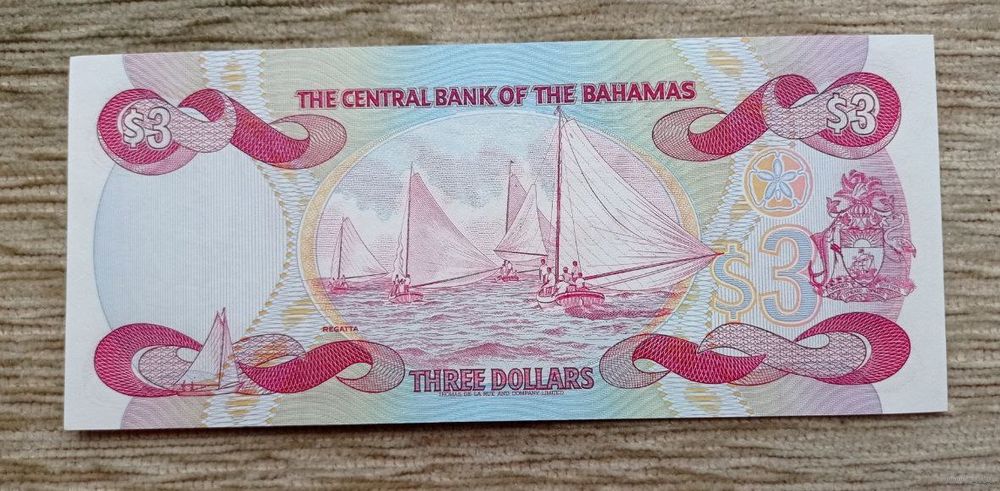 THE CENTRAL BANK OF THE BAHAMAS
$3
$3
$3
REGATTA
THREE DOLLARS
THOMAS DE LA RUE AND COMPANY LIMITED